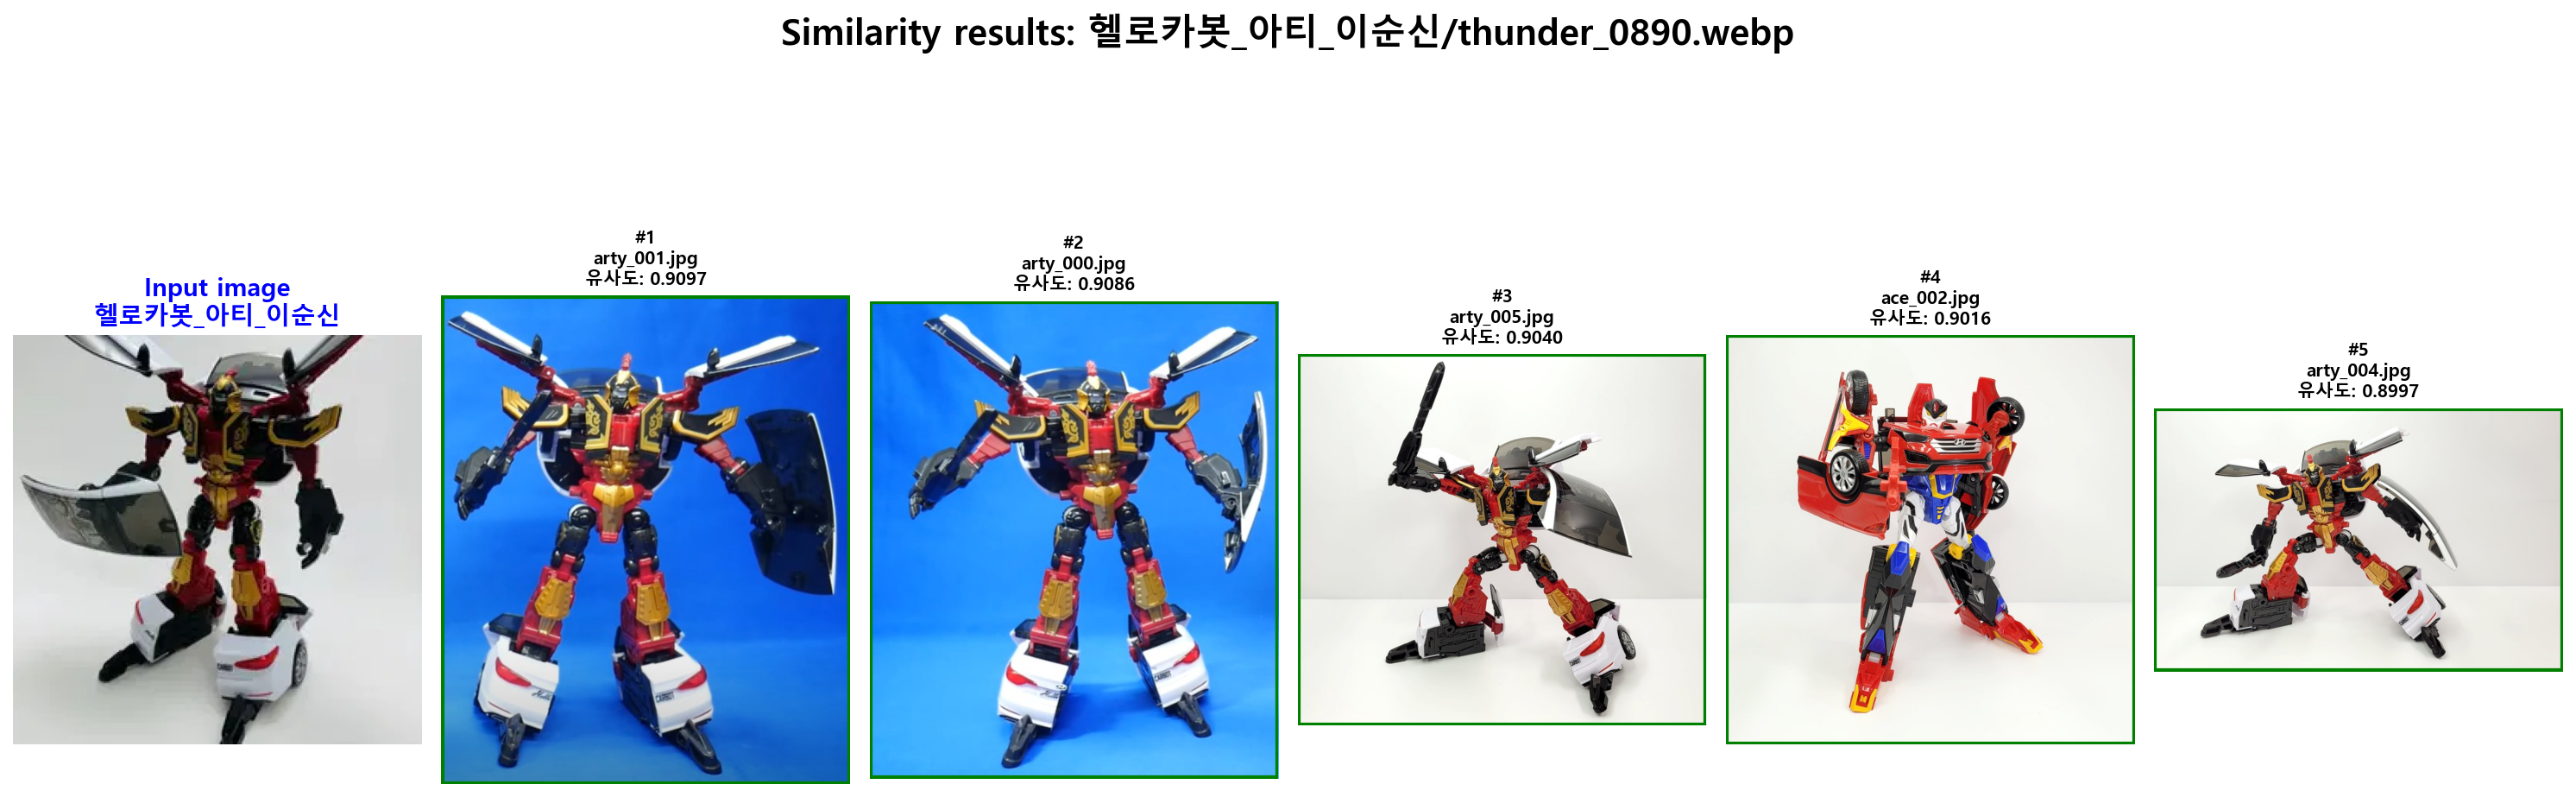 Similarity results: 헬로카봇_아티_이순신/thunder_0890.webp
Input image
헬로카봇_아티_이순신
#1
arty_001.jpg
유사도: 0.9097
#2
arty_000.jpg
유사도: 0.9086
#3
arty_005.jpg
유사도: 0.9040
#4
ace_002.jpg
유사도: 0.9016
#5
arty_004.jpg
유사도: 0.8997